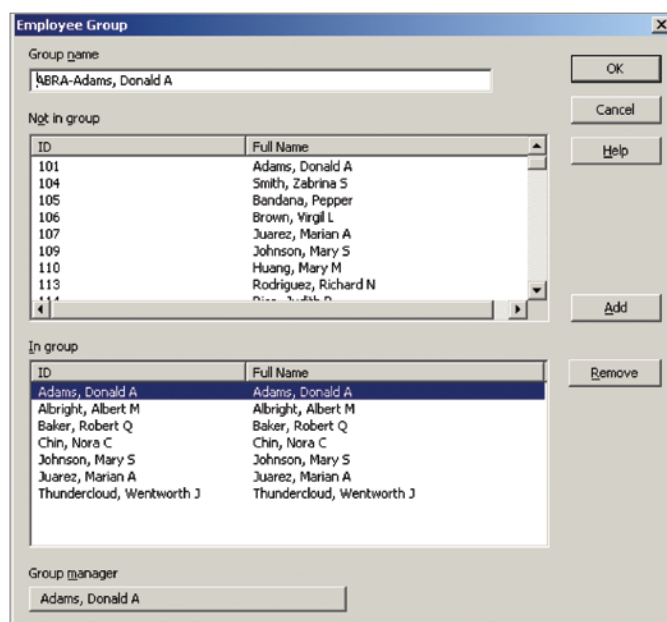 Employee Group
Group name
ABRA-Adams, Donald A
OK
Cancel
Help
Not in group
ID Full Name
101 Adams, Donald A
104 Smith, Zabrina S
105 Bandana, Pepper
106 Brown, Virgil L
107 Juarez, Marian A
109 Johnson, Mary S
110 Huang, Mary M
113 Rodriguez, Richard N
Add
In group
Remove
ID Full Name
Adams, Donald A Adams, Donald A
Albright, Albert M Albright, Albert M
Baker, Robert Q Baker, Robert Q
Chin, Nora C Chin, Nora C
Johnson, Mary S Johnson, Mary S
Juarez, Marian A Juarez, Marian A
Thundercloud, Wentworth J Thundercloud, Wentworth J
Group manager
Adams, Donald A